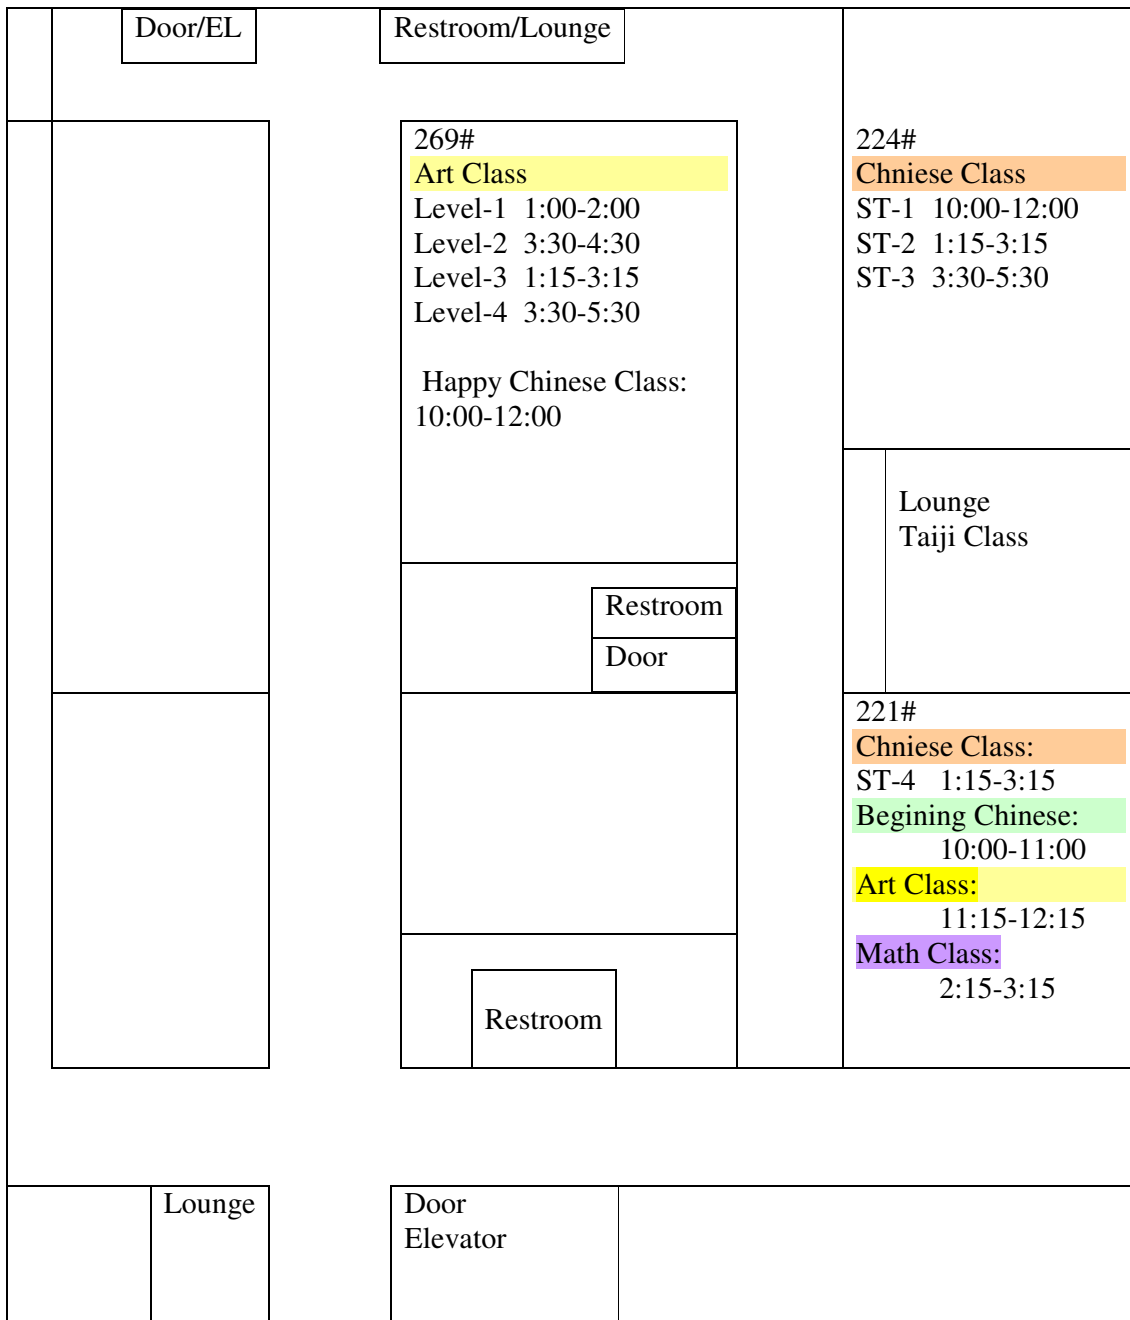 Door/EL
Restroom/Lounge
269#
Art Class
Level-1 1:00-2:00
Level-2 3:30-4:30
Level-3 1:15-3:15
Level-4 3:30-5:30
Happy Chinese Class:
10:00-12:00
224#
Chniese Class
ST-1 10:00-12:00
ST-2 1:15-3:15
ST-3 3:30-5:30
Lounge
Taiji Class
Restroom
Door
221#
Chniese Class:
ST-4 1:15-3:15
Begining Chinese:
10:00-11:00
Art Class:
11:15-12:15
Math Class:
2:15-3:15
Restroom
Lounge
Door
Elevator